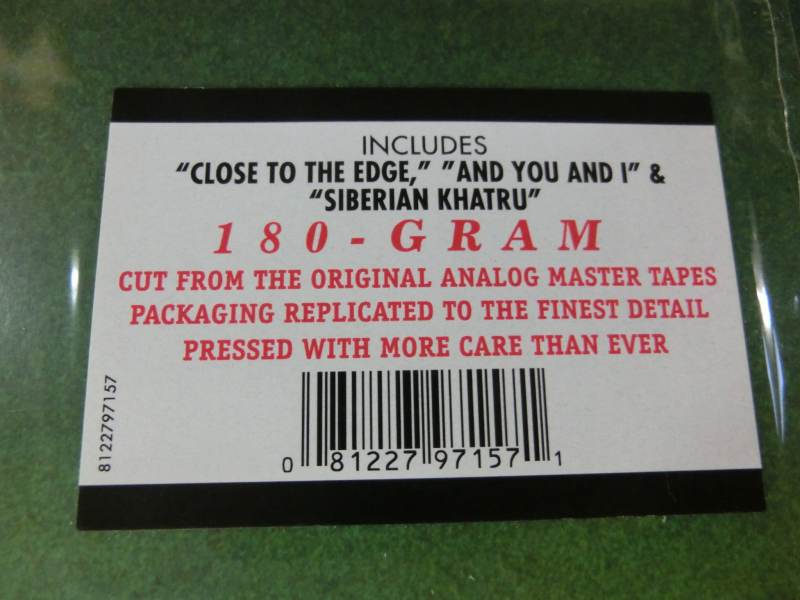 INCLUDES
"CLOSE TO THE EDGE," "AND YOU AND I" &
"SIBERIAN KHATRU"
180-GRAM
CUT FROM THE ORIGINAL ANALOG MASTER TAPES
PACKAGING REPLICATED TO THE FINEST DETAIL
PRESSED WITH MORE CARE THAN EVER
8122797157
0 81227 97157 1